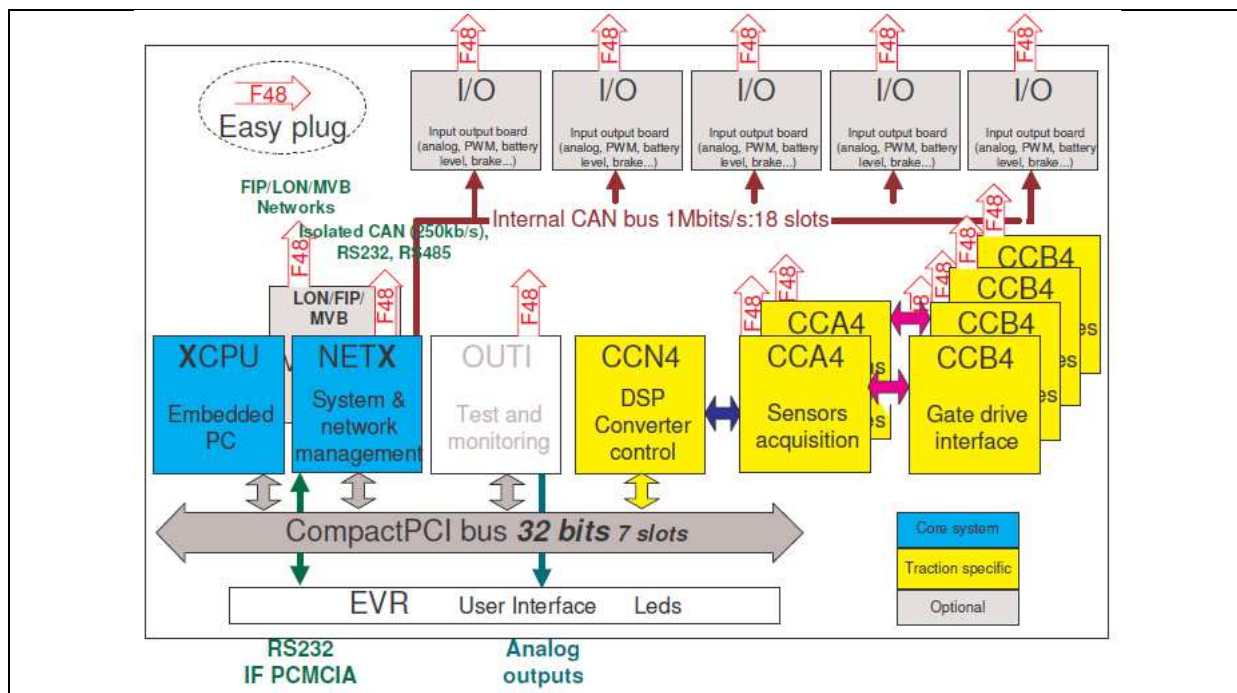 F48
F48
F48
F48
F48
F48
Easy plug
I/O
Input output board
(analog, PWM, battery
level, brake...)
I/O
Input output board
(analog, PWM, battery
level, brake...)
I/O
Input output board
(analog, PWM, battery
level, brake...)
I/O
Input output board
(analog, PWM, battery
level, brake...)
I/O
Input output board
(analog, PWM, battery
level, brake...)
FIP/LON/MVB
Networks
Internal CAN bus 1Mbits/s:18 slots
Isolated CAN (250kb/s),
RS232, RS485
F48
F48
F48
F48
F48
F48
F48
F48
F48
LON/FIP/
MVB
XCPU
Embedded
PC
NETX
System &
network
management
OUTI
Test and
monitoring
CCN4
DSP
Converter
control
CCA4
CCA4
Sensors
acquisition
CCB4
CCB4
CCB4
CCB4
Gate drive
interface
es
CompactPCI bus 32 bits 7 slots
EVR User Interface Leds
RS232
IF PCMCIA
Analog
outputs
Core system
Traction specific
Optional